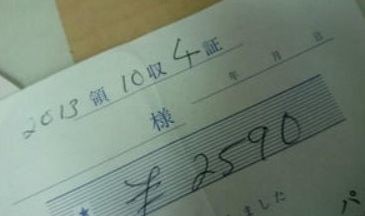 2013 領 10 収 4 証
年 月 日
様
★ ¥ 2590
ました
パ